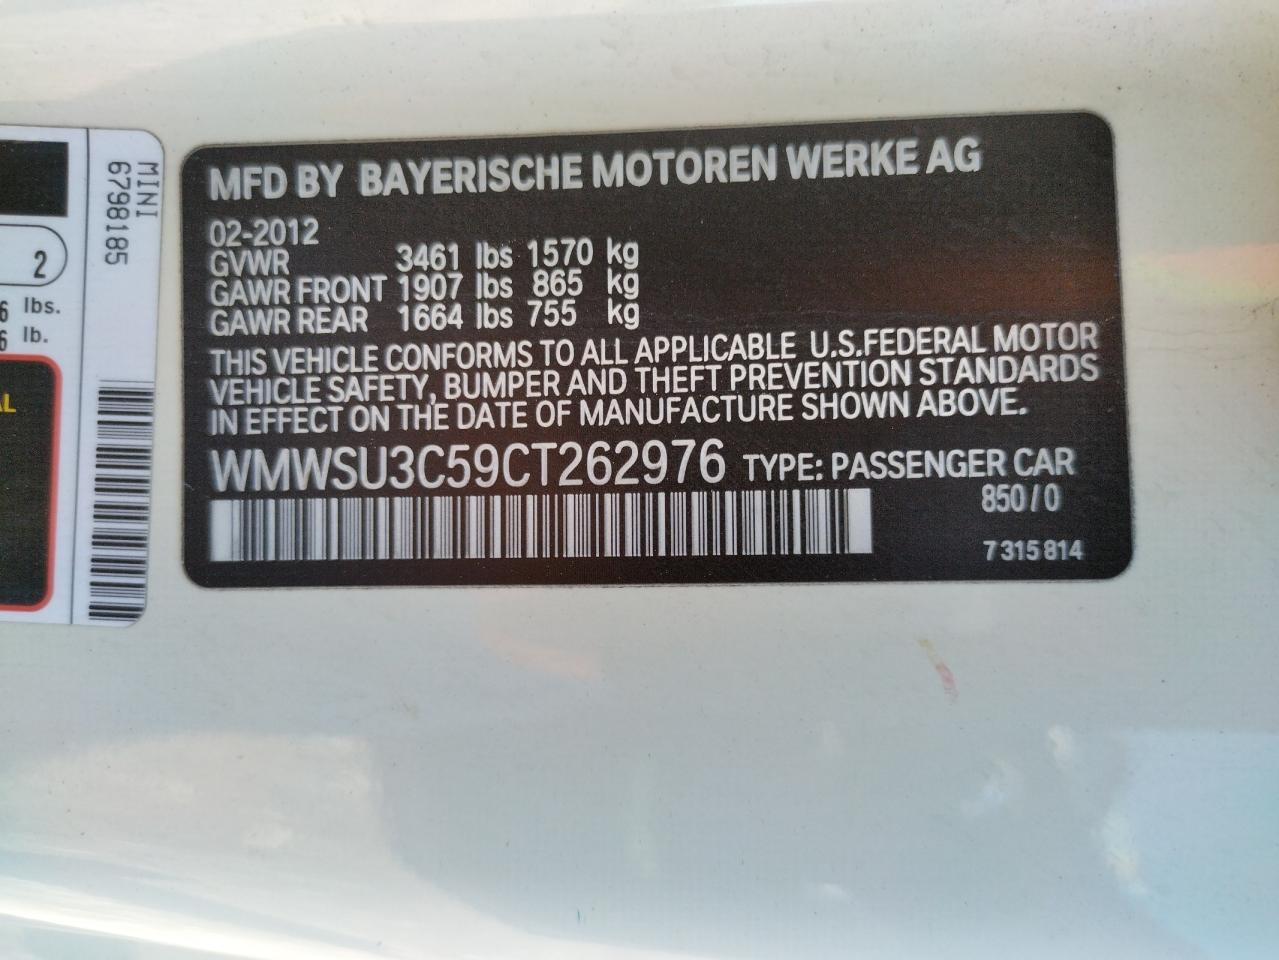 MINI
6798185
2
6 lbs.
6 lb.
AL
MFD BY BAYERISCHE MOTOREN WERKE AG
02-2012
GVWR 3461 lbs 1570 kg
GAWR FRONT 1907 lbs 865 kg
GAWR REAR 1664 lbs 755 kg
THIS VEHICLE CONFORMS TO ALL APPLICABLE U.S.FEDERAL MOTOR
VEHICLE SAFETY, BUMPER AND THEFT PREVENTION STANDARDS
IN EFFECT ON THE DATE OF MANUFACTURE SHOWN ABOVE.
WMWSU3C59CT262976 TYPE: PASSENGER CAR
850/0
7 315 814